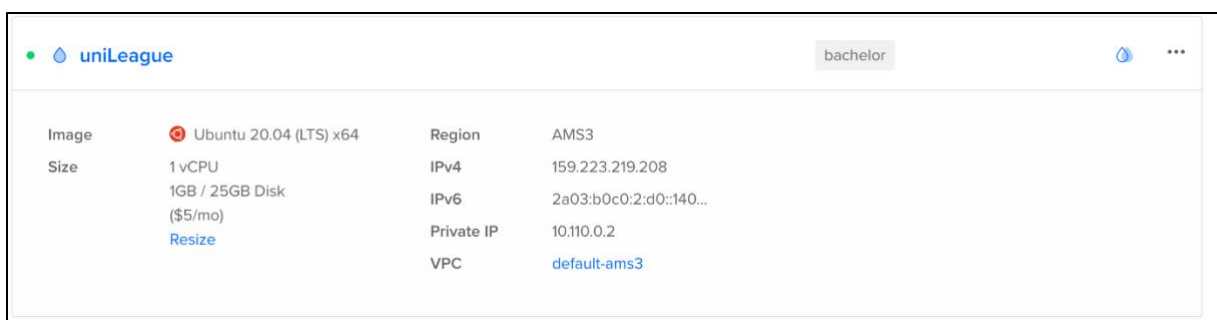 uniLeague
bachelor
...
Image Ubuntu 20.04 (LTS) x64
Size 1 vCPU
1GB / 25GB Disk
($5/mo)
Resize
Region AMS3
IPv4 159.223.219.208
IPv6 2a03:b0c0:2:d0::140...
Private IP 10.110.0.2
VPC default-ams3